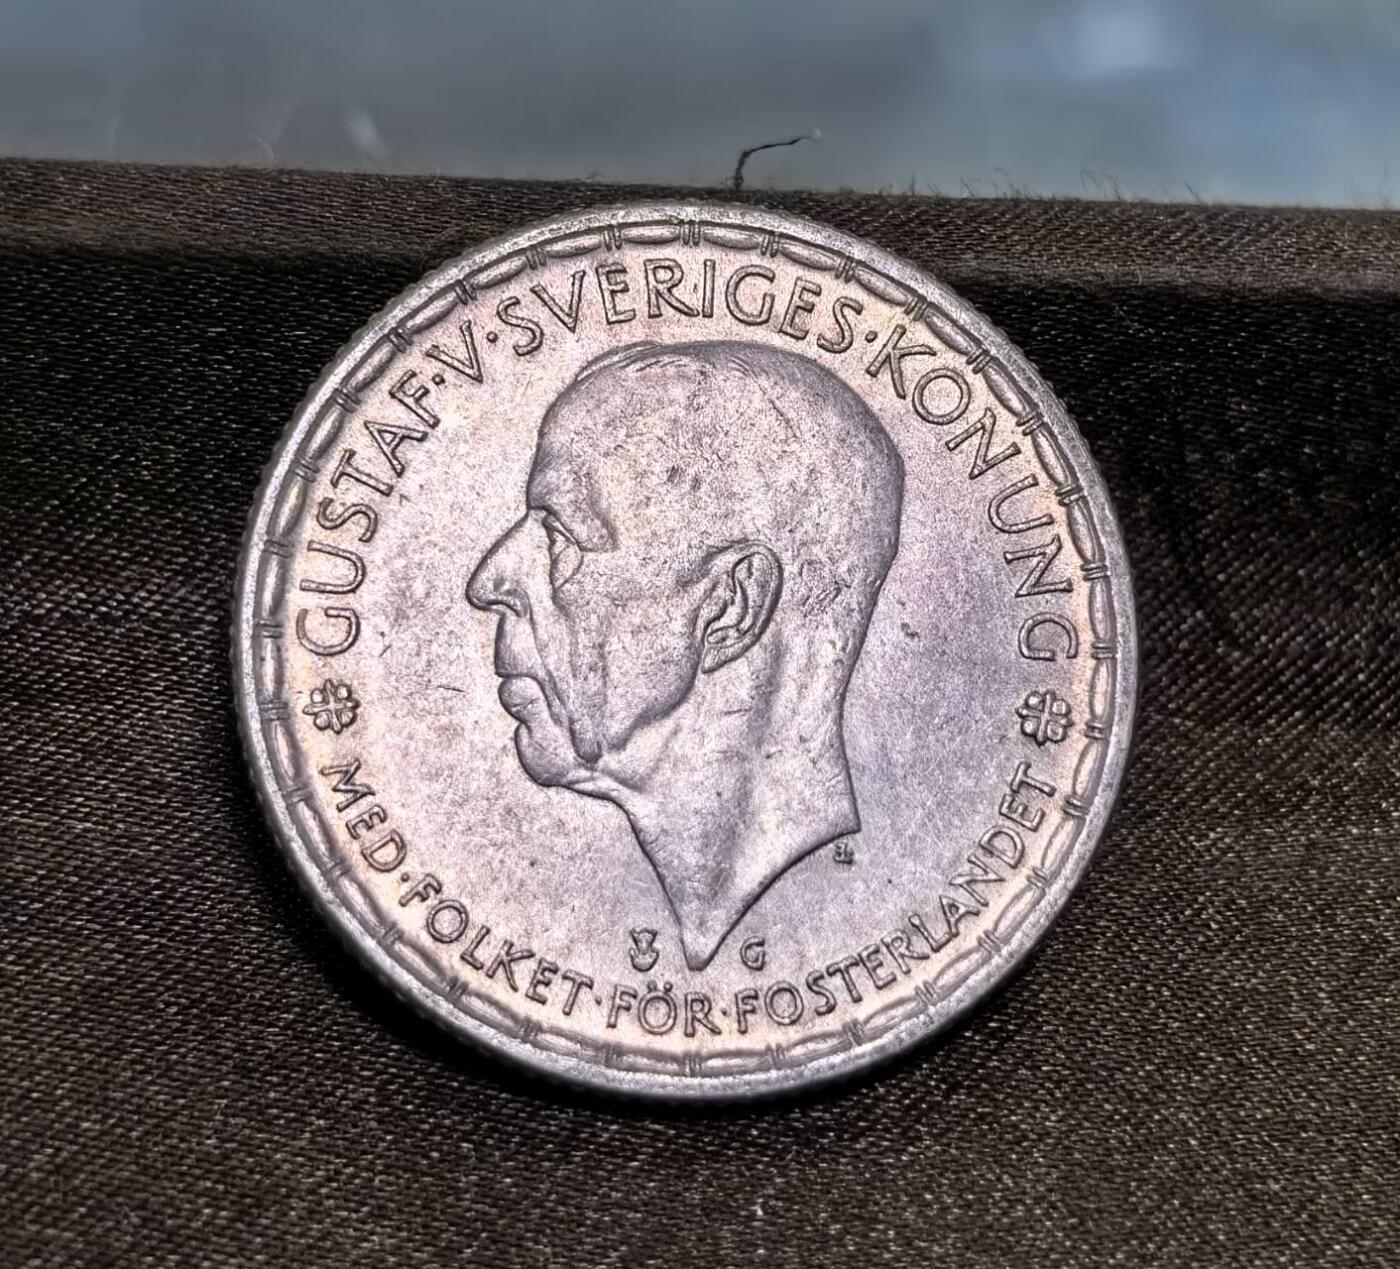 GUSTAF·V·SVERIGES·KONUNG
MED·FOLKET·FÖR·FOSTERLANDET
G